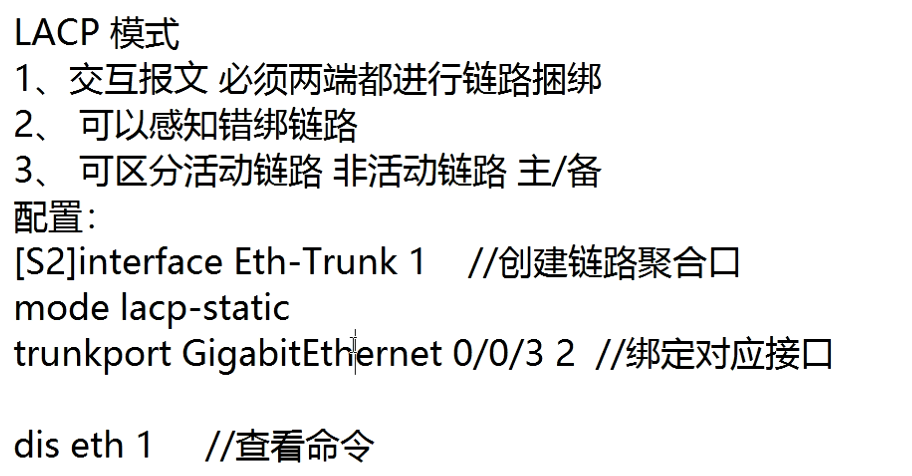 LACP 模式
1、交互报文 必须两端都进行链路捆绑
2、 可以感知错绑链路
3、 可区分活动链路 非活动链路 主/备
配置：
[S2]interface Eth-Trunk 1 //创建链路聚合口
mode lacp-static
trunkport GigabitEthernet 0/0/3 2 //绑定对应接口
dis eth 1 //查看命令